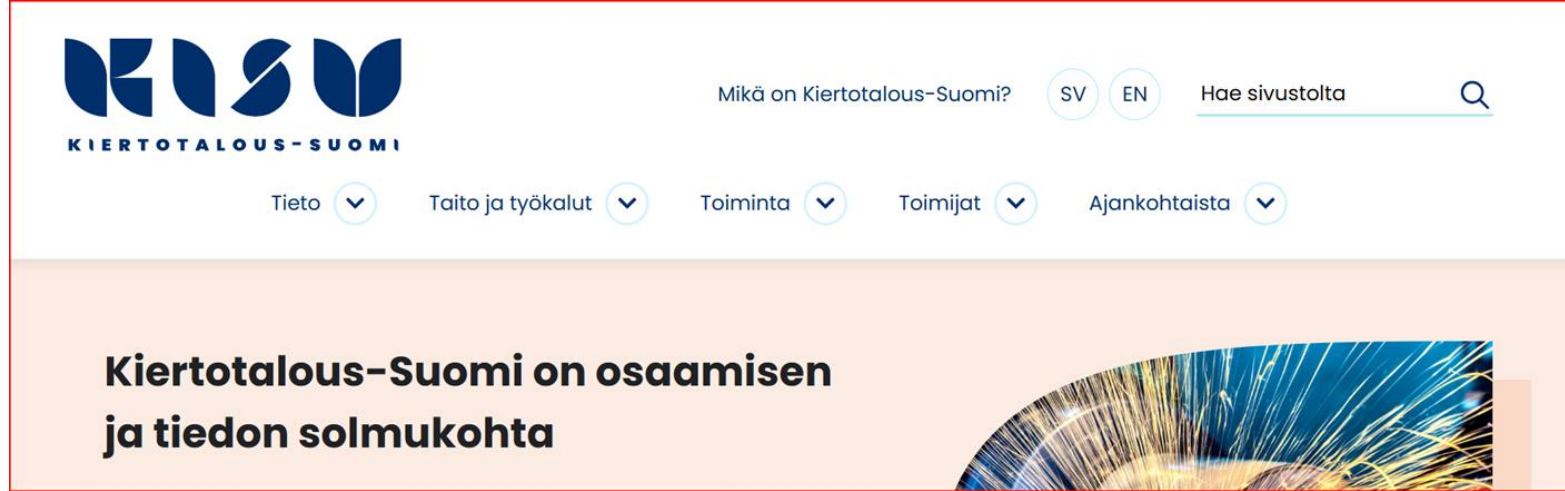 KISU
KIERTOTALOUS-SUOMI
Mikä on Kiertotalous-Suomi? SV EN Hae sivustolta
Tieto Taito ja työkalut Toiminta Toimijat Ajankohtaista
Kiertotalous-Suomi on osaamisen
ja tiedon solmukohta